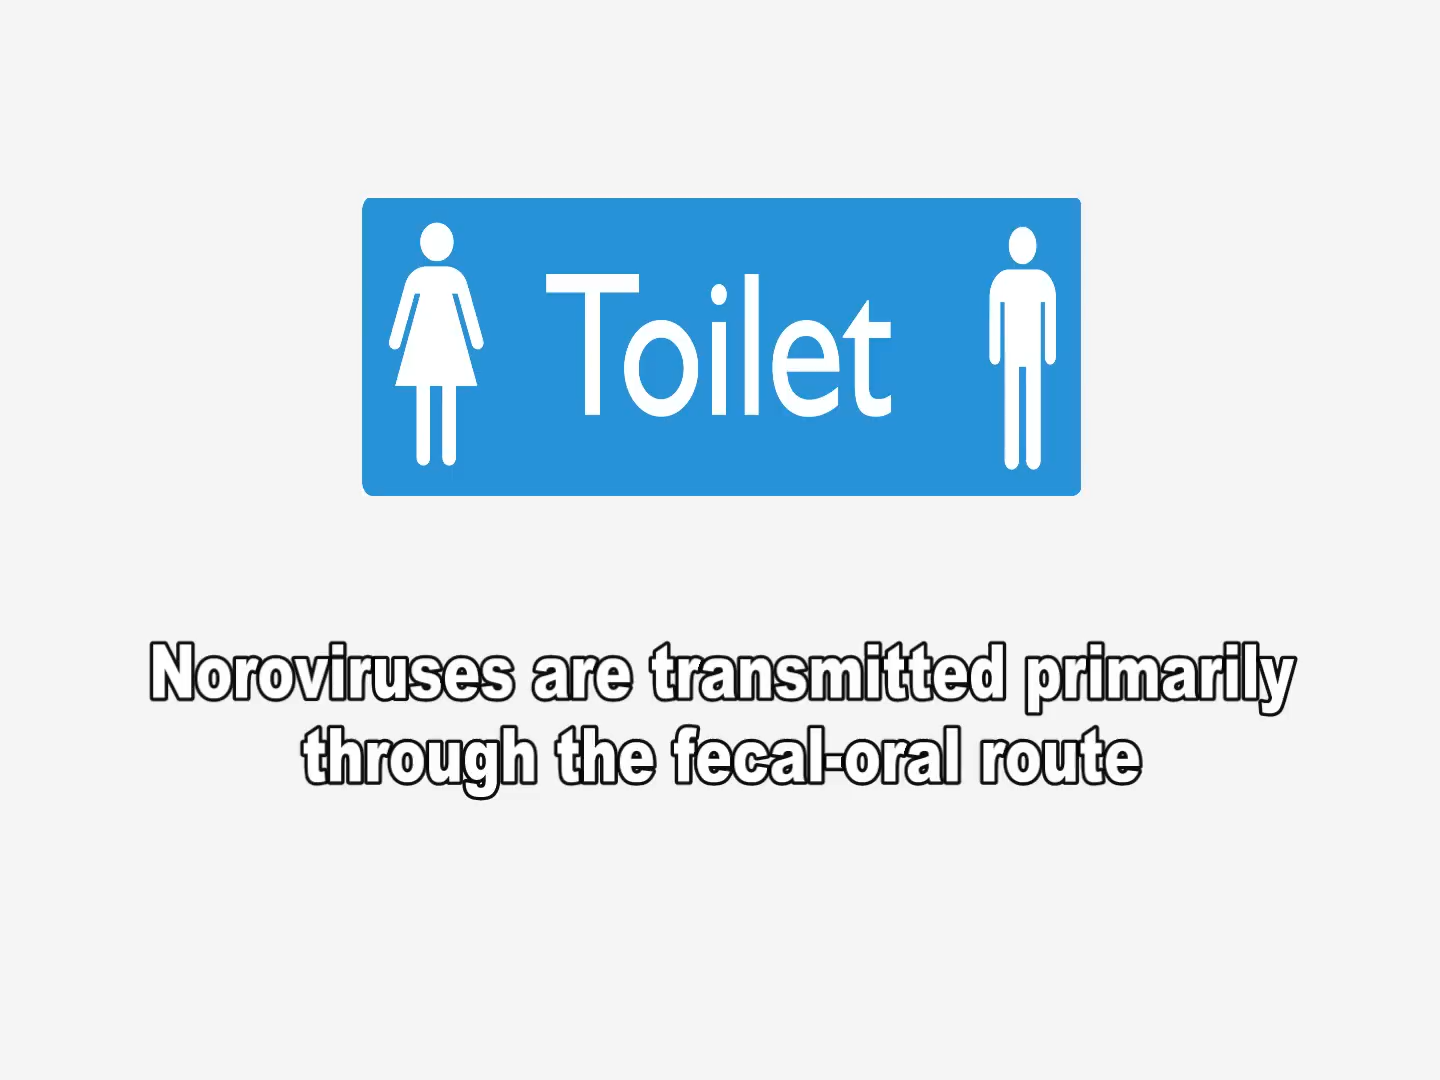 Toilet
Noroviruses are transmitted primarily
through the fecal-oral route